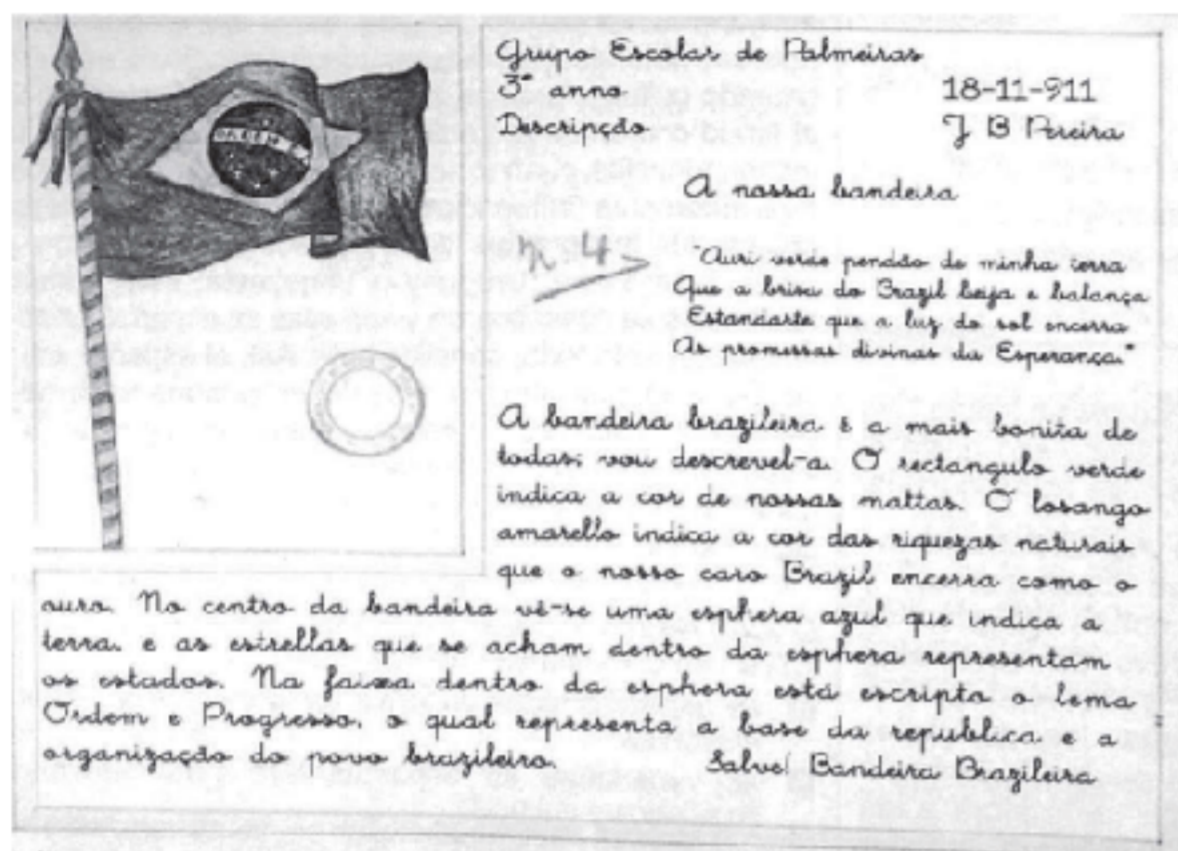 Grupo Escolar de Palmeiras
3º anno
18-11-911
Descripção
J B Pereira
A nossa bandeira
"Auri verde pendão de minha terra
Que a brisa do Brazil beija e balança
Estandarte que a luz do sol encerra
As promessas divinas da Esperança"
A bandeira brazileira é a mais bonita de
todas; vou descrevel-a. O rectangulo verde
indica a cor de nossas mattas. O losango
amarello indica a cor das riquezas naturais
que o nosso caro Brazil encerra como o
ouro. No centro da bandeira vê-se uma esphera azul que indica a
terra, e as estrellas que se acham dentro da esphera representam
os estados. Na faixa dentro da esphera está escripto o lema
Ordem e Progresso, o qual representa a base da republica e a
organização do povo brazileiro. Salve! Bandeira Brazileira